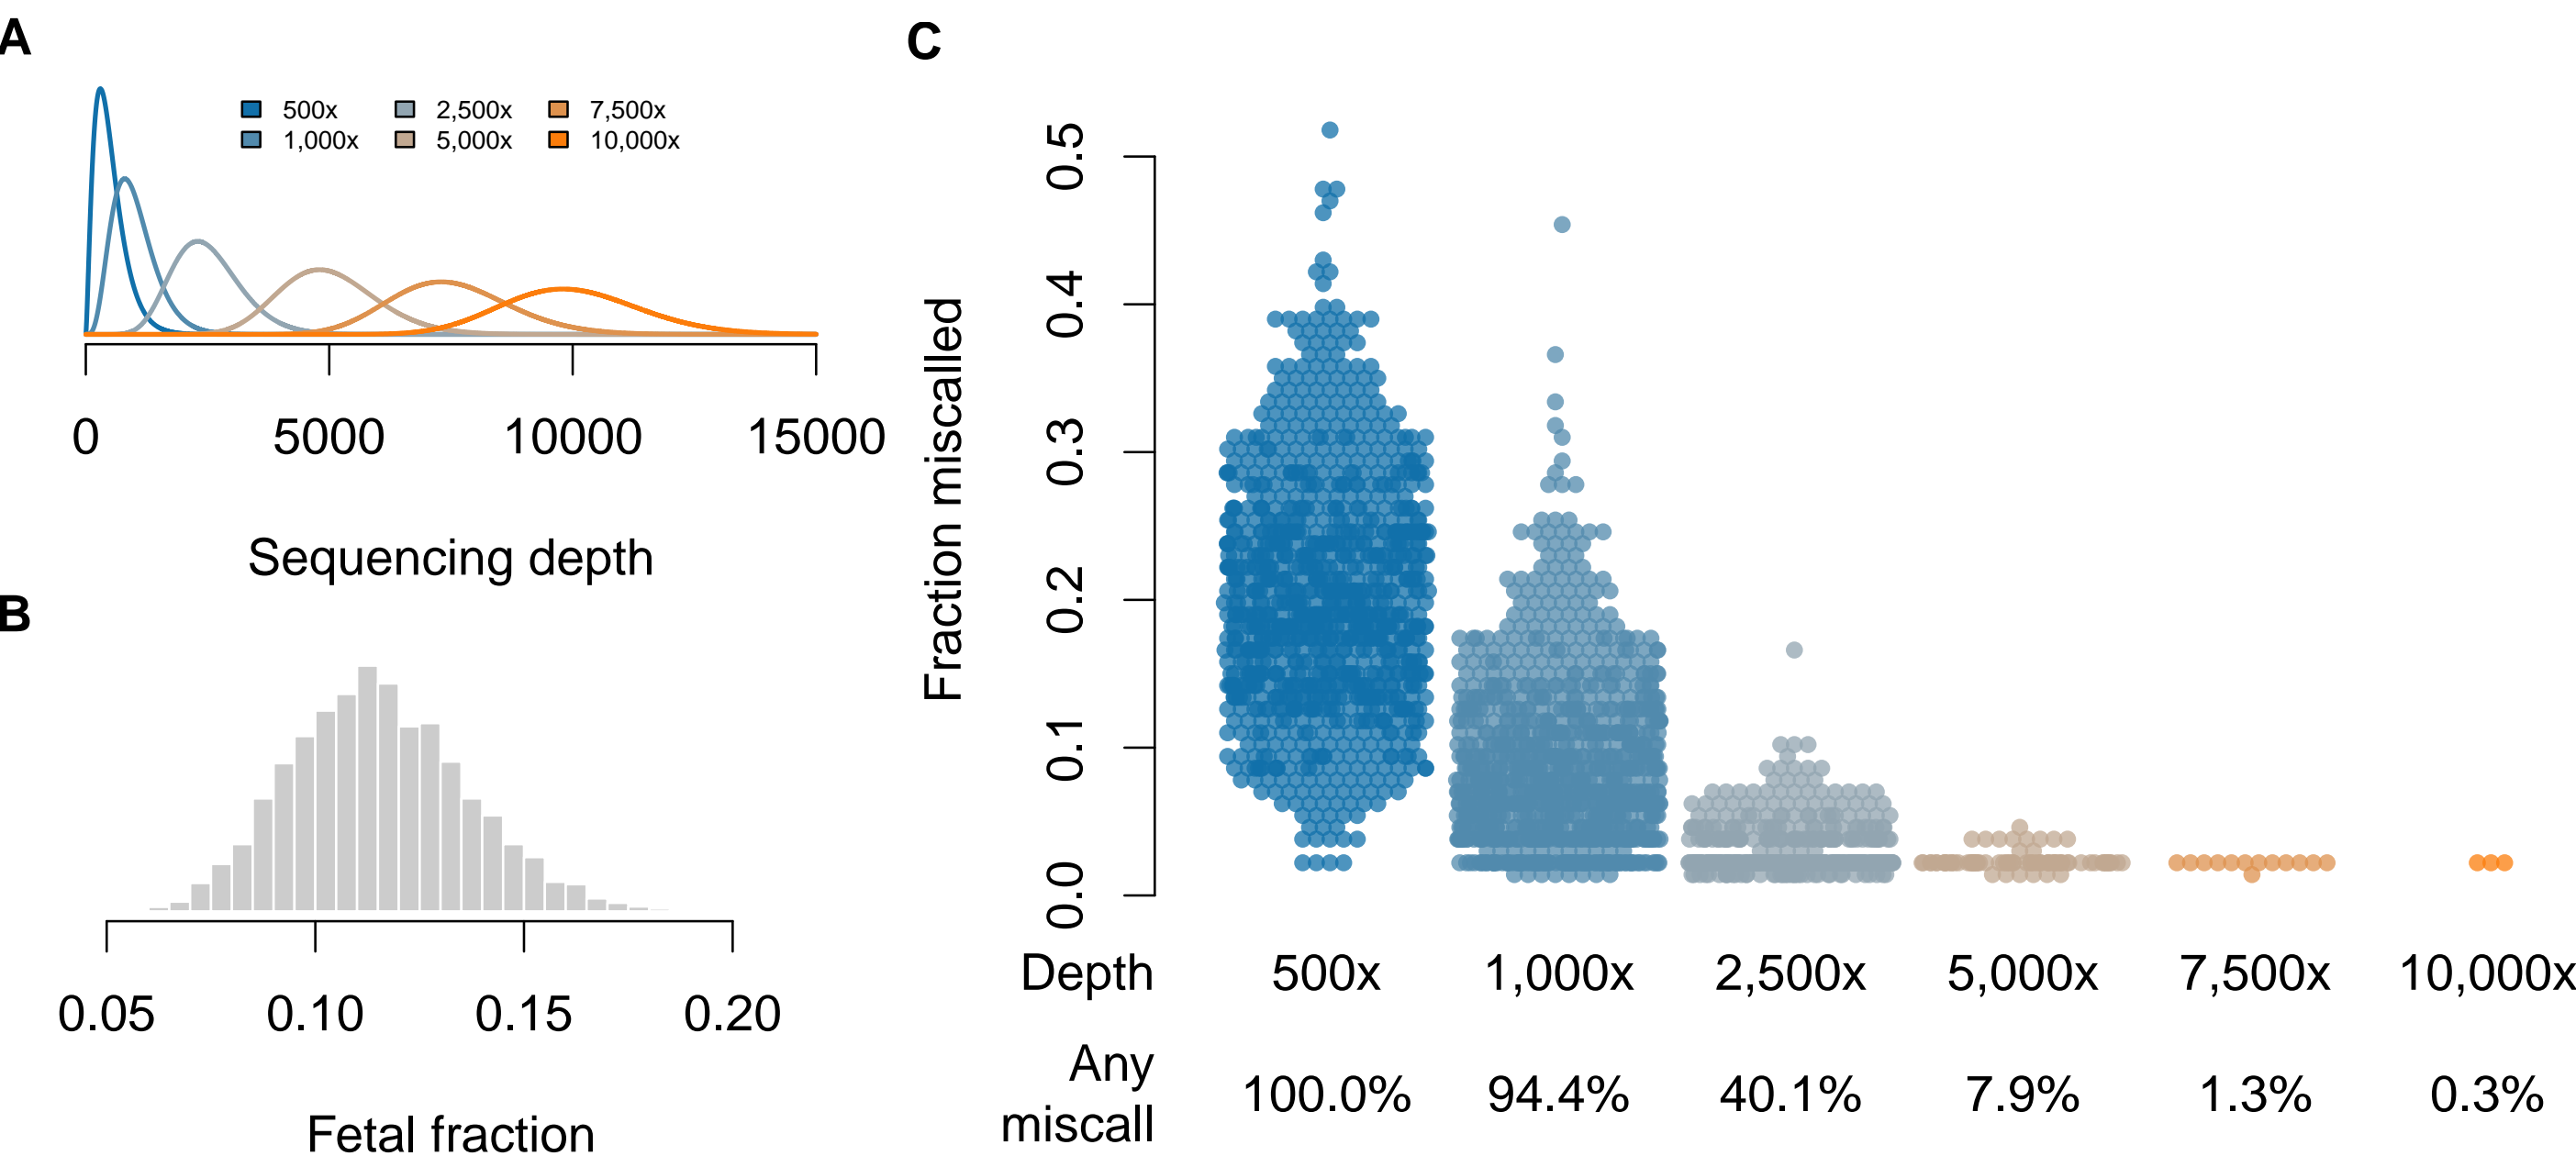 A
500x 2,500x 7,500x
1,000x 5,000x 10,000x
0 5000 10000 15000
Sequencing depth
B
0.05 0.10 0.15 0.20
Fetal fraction
C
Fraction miscalled
0.5
0.4
0.3
0.2
0.1
0.0
Depth 500x 1,000x 2,500x 5,000x 7,500x 10,000x
Any
miscall 100.0% 94.4% 40.1% 7.9% 1.3% 0.3%